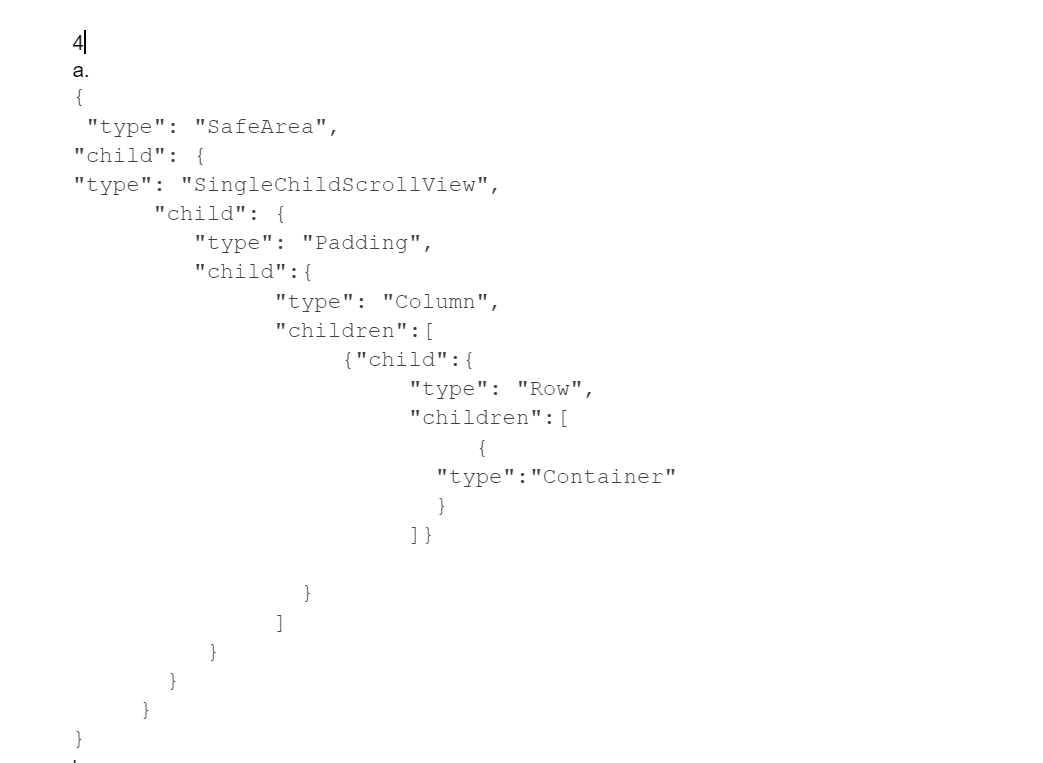 4
a.
{
 "type": "SafeArea",
"child": {
"type": "SingleChildScrollView",
      "child": {
         "type": "Padding",
         "child":{
               "type": "Column",
               "children":[
                    {"child":{
                         "type": "Row",
                         "children":[
                              {
                           "type":"Container"
                           }
                         ]}
                 }
               ]
          }
       }
     }
}